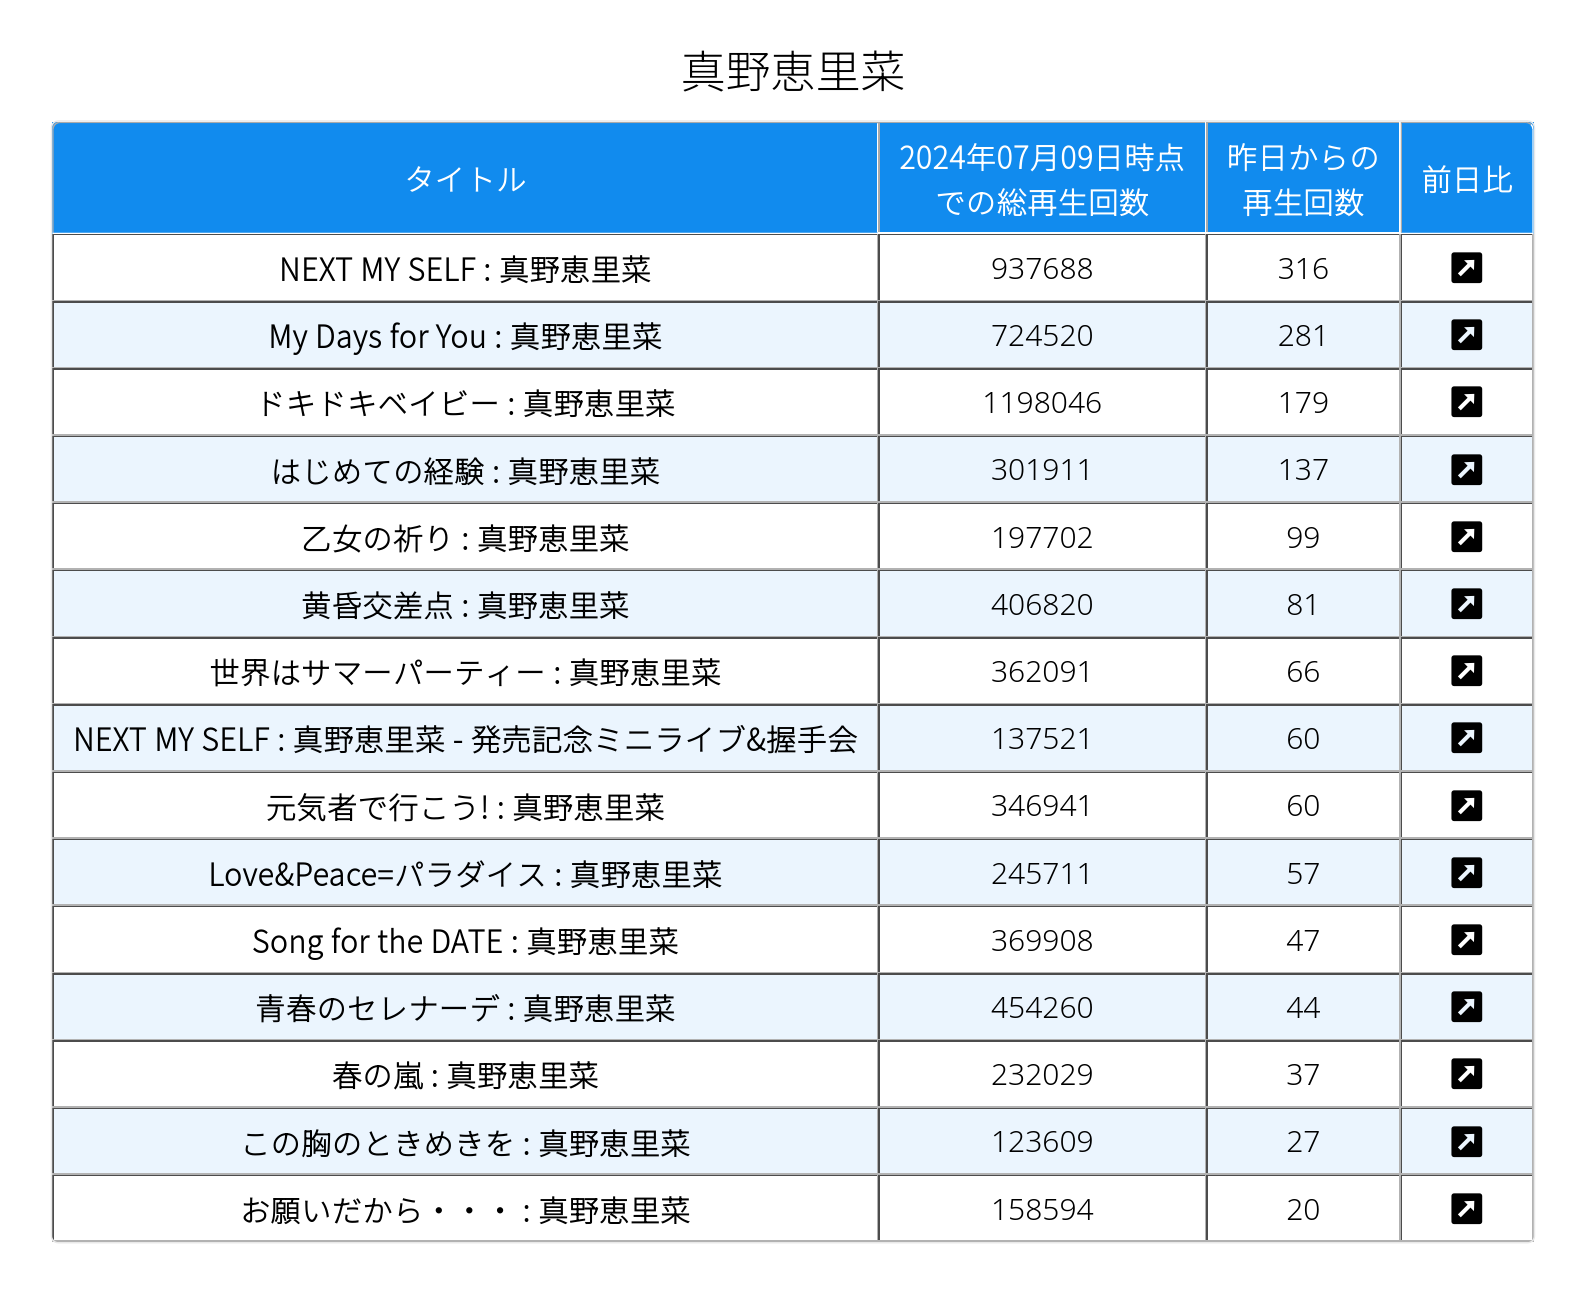 真野恵里菜
タイトル 2024年07月09日時点 での総再生回数 昨日からの 再生回数 前日比
NEXT MY SELF : 真野恵里菜 937688 316
My Days for You : 真野恵里菜 724520 281
ドキドキベイビー : 真野恵里菜 1198046 179
はじめての経験 : 真野恵里菜 301911 137
乙女の祈り : 真野恵里菜 197702 99
黄昏交差点 : 真野恵里菜 406820 81
世界はサマーパーティー : 真野恵里菜 362091 66
NEXT MY SELF : 真野恵里菜 - 発売記念ミニライブ&握手会 137521 60
元気者で行こう! : 真野恵里菜 346941 60
Love&Peace=パラダイス : 真野恵里菜 245711 57
Song for the DATE : 真野恵里菜 369908 47
青春のセレナーデ : 真野恵里菜 454260 44
春の嵐 : 真野恵里菜 232029 37
この胸のときめきを : 真野恵里菜 123609 27
お願いだから・・・ : 真野恵里菜 158594 20